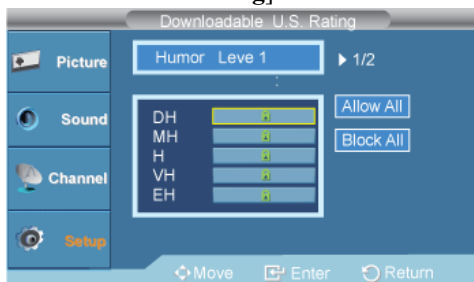 g]
Downloadable U.S. Rating
Picture
Sound
Channel
Setup
Humor Leve 1
1/2
DH
MH
H
VH
EH
Allow All
Block All
Move
Enter
Return